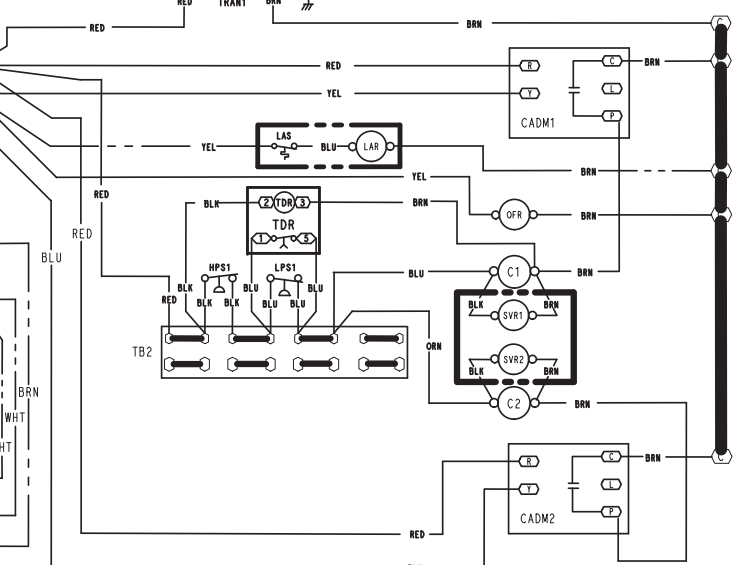 RED TRAN1 BRN
RED BRN C
RED R C BRN
YEL Y L
CADM1 P
LAS
YEL BLU LAR
BRN
YEL
RED BLK 2 TDR 3 BRN
OFR BRN
TDR
RED
1 5
BLU
HPS1 LPS1
BLU C1 BRN
BLK BLU BLU
RED BLK BLK BLU BLU
BLK BRN
SVR1
ORN
TB2
SVR2
BLK BRN
BRN
C2 BRN
WHT
HT
R C BRN C
Y L
CADM2 P
RED